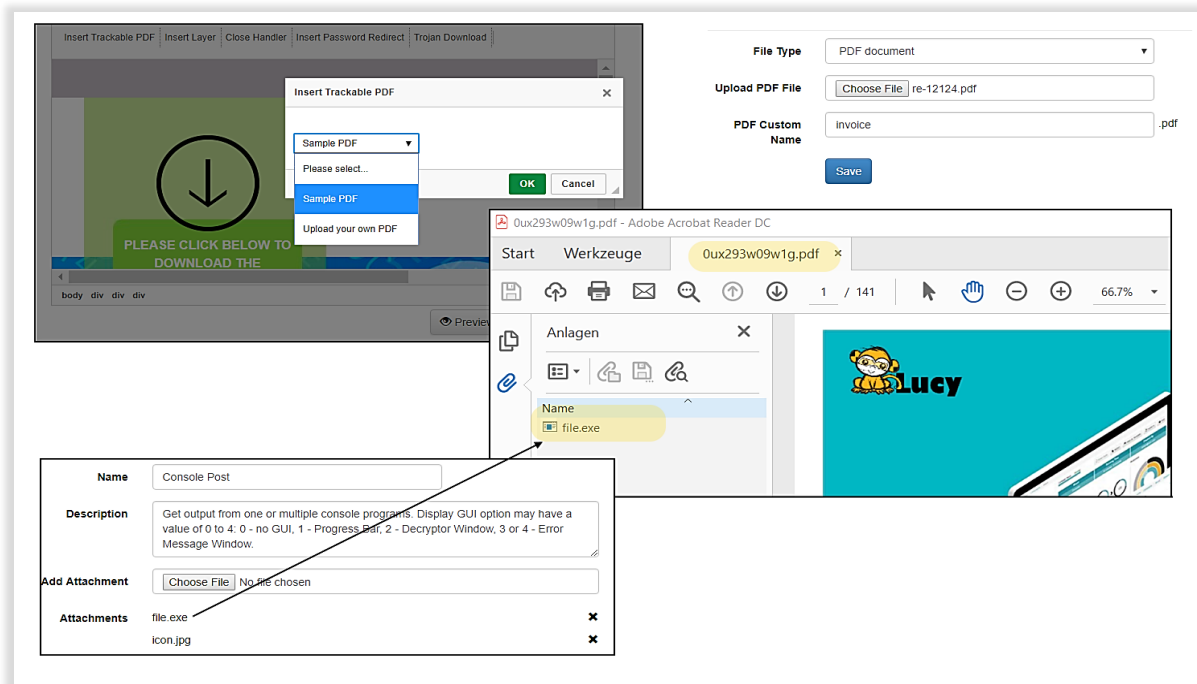 Insert Trackable PDF Insert Layer Close Handler Insert Password Redirect Trojan Download
Insert Trackable PDF
Sample PDF
Please select...
Sample PDF
Upload your own PDF
OK Cancel
PLEASE CLICK BELOW TO
DOWNLOAD THE
body div div div
Preview
File Type PDF document
Upload PDF File Choose File re-12124.pdf
PDF Custom Name invoice .pdf
Save
0ux293w09w1g.pdf - Adobe Acrobat Reader DC
Start Werkzeuge 0ux293w09w1g.pdf ×
1 / 141 66.7%
Anlagen
Name
file.exe
Lucy
Name Console Post
Description Get output from one or multiple console programs. Display GUI option may have a
value of 0 to 4: 0 - no GUI, 1 - Progress Bar, 2 - Decryptor Window, 3 or 4 - Error
Message Window.
Add Attachment Choose File No file chosen
Attachments file.exe
icon.jpg